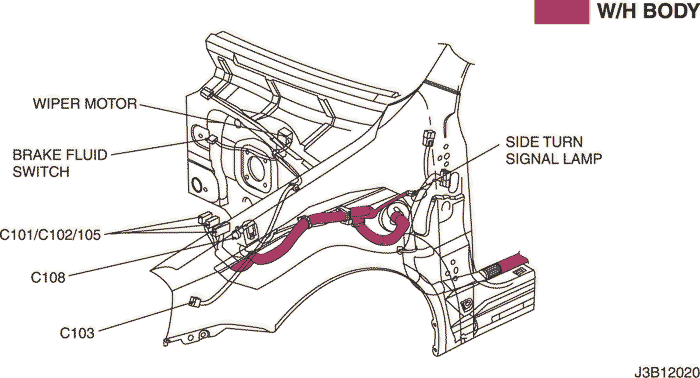 W/H BODY
WIPER MOTOR
BRAKE FLUID
SWITCH
SIDE TURN
SIGNAL LAMP
C101/C102/105
C108
C103
J3B12020